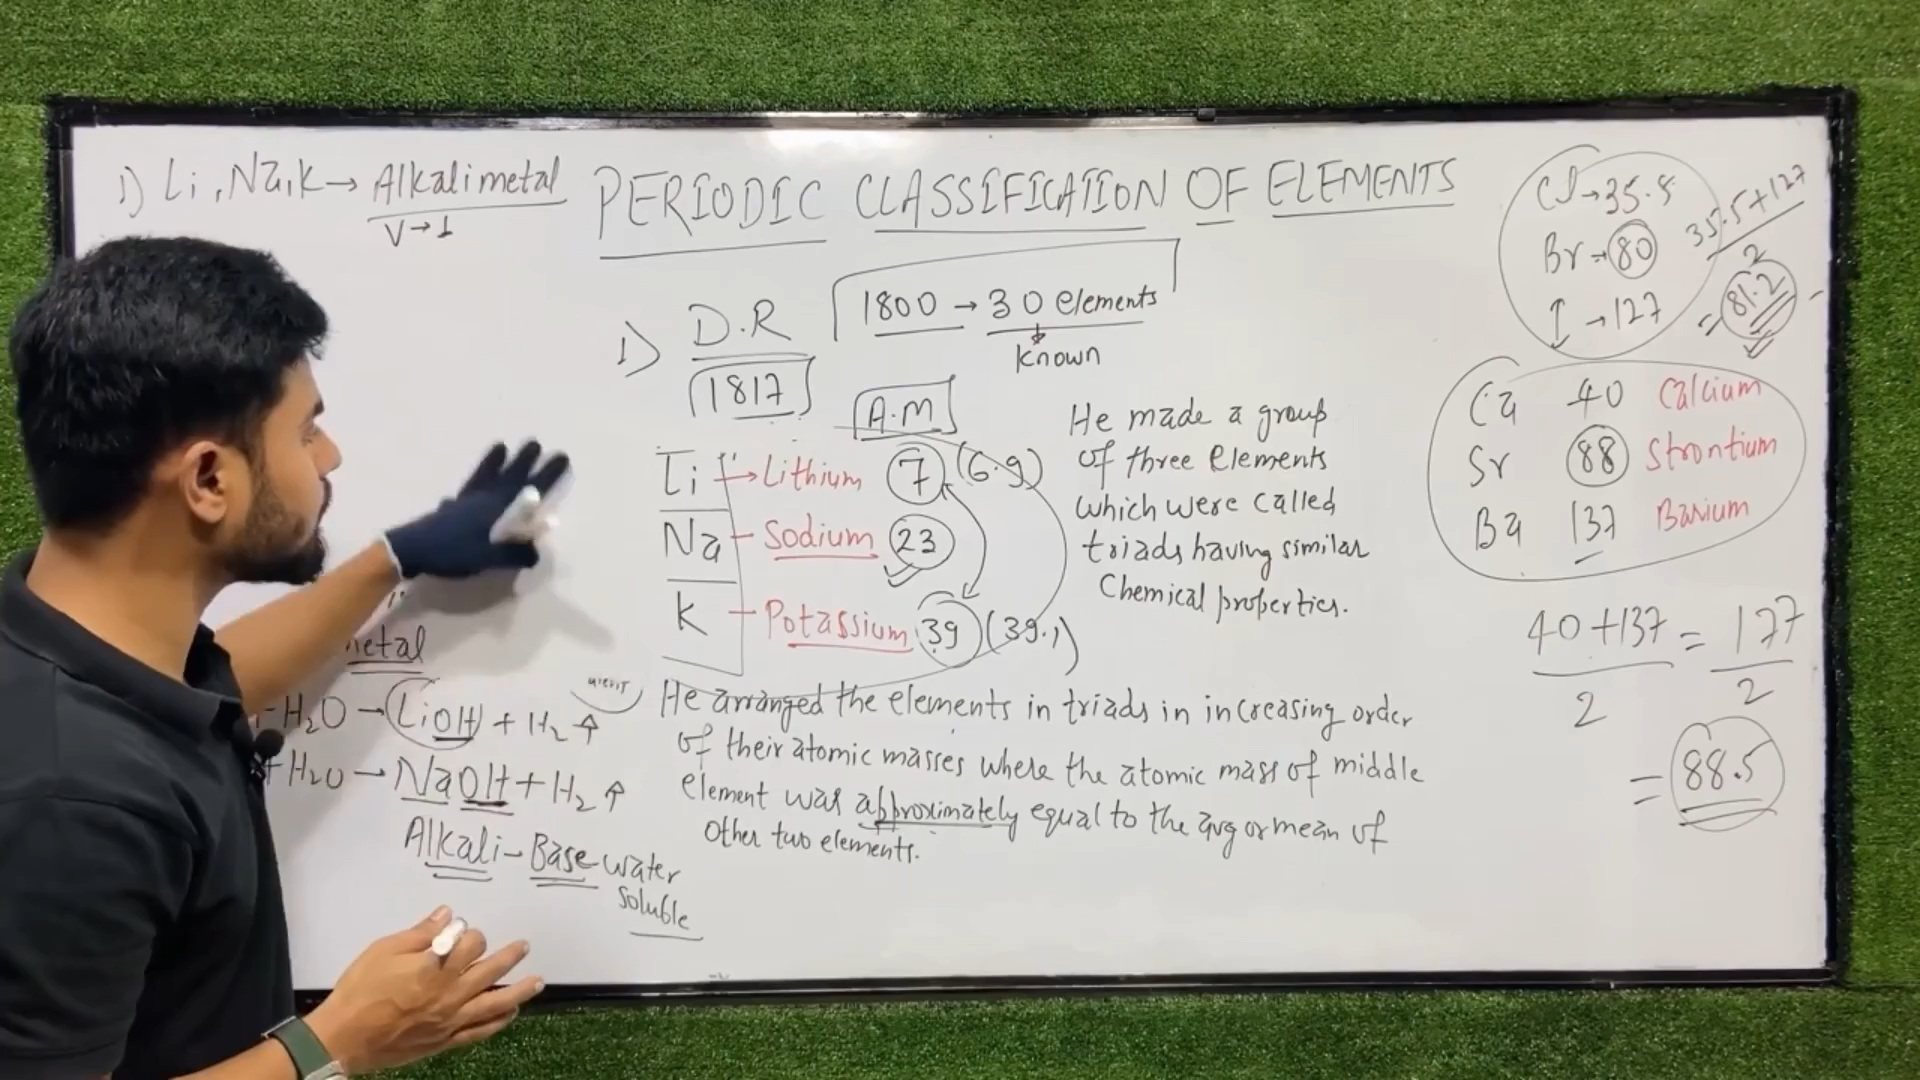 1) Li, Na, K → Alkali metal
V→1
PERIODIC CLASSIFICATION OF ELEMENTS
1800 → 30 elements
known
1) D.R
1817
A.M
Li → Lithium 7 (6.9)
Na - Sodium 23
K - Potassium 39 (39.1)
He made a group
of three Elements
which were called
triads having similar
Chemical properties.
He arranged the elements in triads in increasing order
of their atomic masses where the atomic mass of middle
element was approximately equal to the avg or mean of
other two elements.
metal
+ H2O → LiOH + H2 ↑
+ H2O → NaOH + H2 ↑
Alkali - Base - water
soluble
Cl → 35.5
Br → 80
I → 127
35.5 + 127
2
= 81.2
Ca 40 Calcium
Sr 88 Strontium
Ba 137 Barium
40 + 137 = 177
2 2
= 88.5